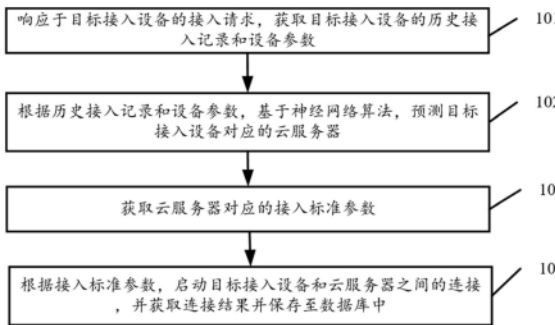 响应于目标接入设备的接入请求，获取目标接入设备的历史接
入记录和设备参数
10
根据历史接入记录和设备参数，基于神经网络算法，预测目标
接入设备对应的云服务器
102
获取云服务器对应的接入标准参数
10
根据接入标准参数，启动目标接入设备和云服务器之间的连接
，并获取连接结果并保存至数据库中
10